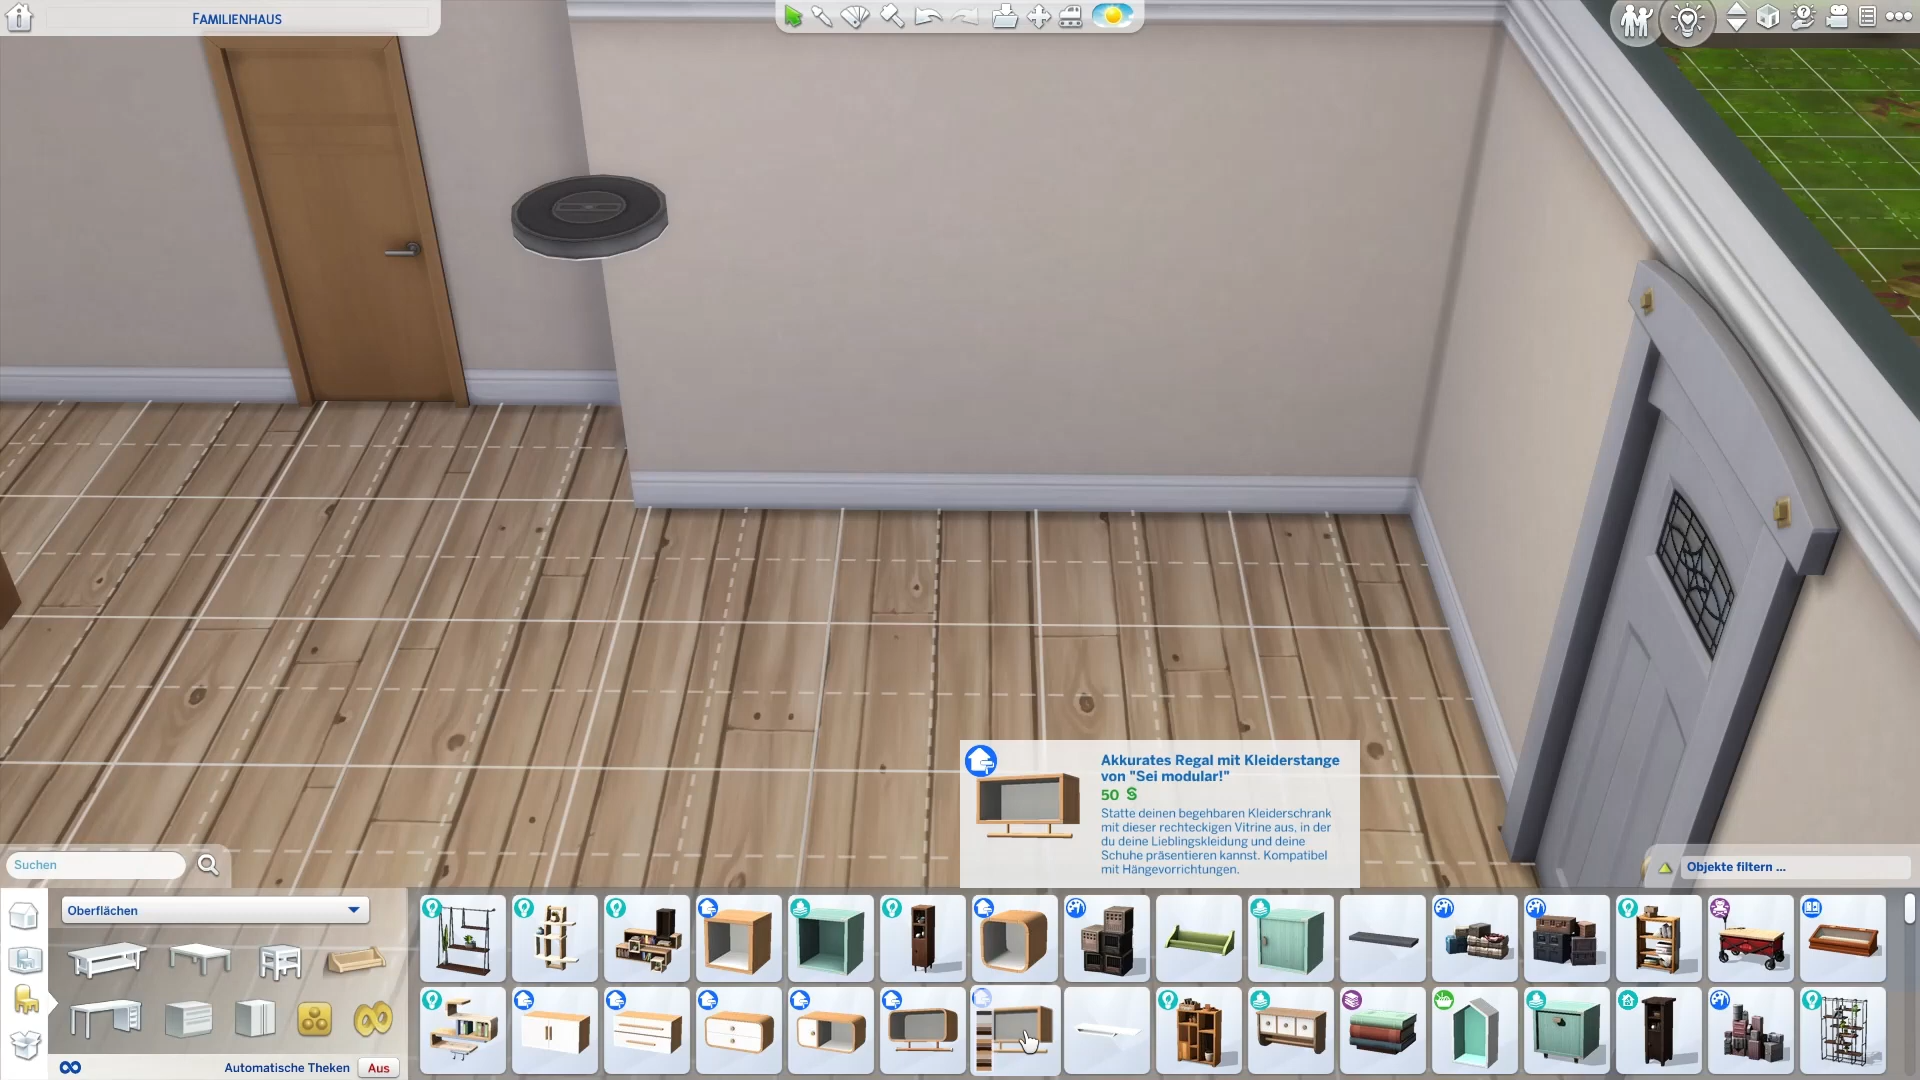 Familienhaus
Akkurates Regal mit Kleiderstange
von "Sei modular!"
50 $
Statte deinen begehbaren Kleiderschrank
mit dieser rechteckigen Vitrine aus, in der
du deine Lieblingskleidung und deine
Schuhe präsentieren kannst. Kompatibel
mit Hängevorrichtungen.
Suchen
Objekte filtern ...
Oberflächen
Automatische Theken Aus